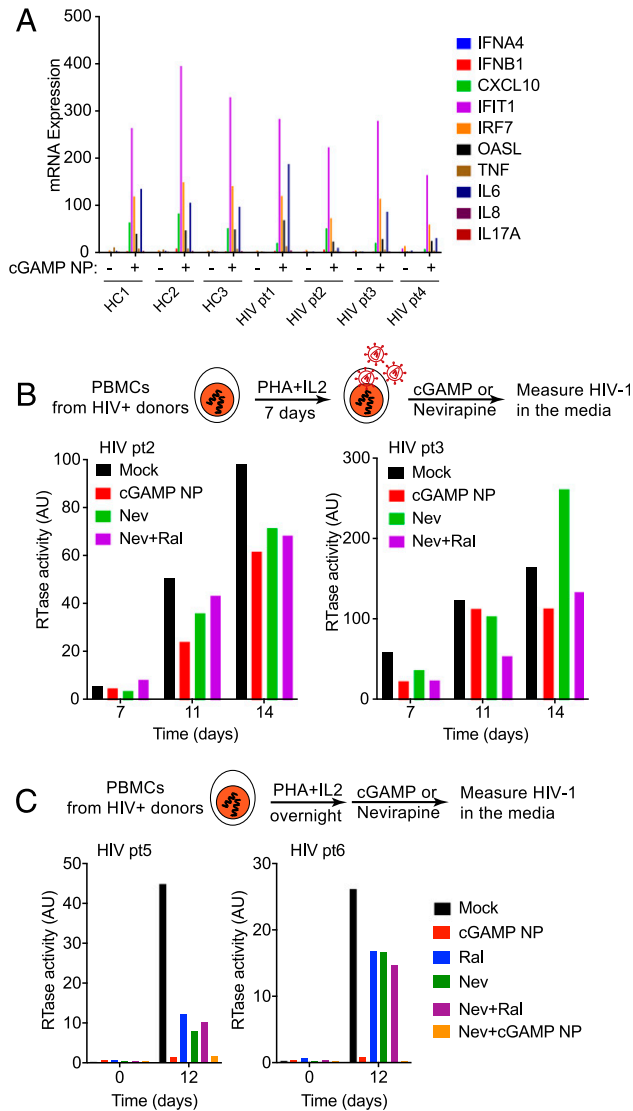 A
mRNA Expression
500
400
300
200
100
0
cGAMP NP:
- + - + - + - + - + - + - +
HC1
HC2
HC3
HIV pt1
HIV pt2
HIV pt3
HIV pt4
IFNA4
IFNB1
CXCL10
IFIT1
IRF7
OASL
TNF
IL6
IL8
IL17A
B
PBMCs
from HIV+ donors
PHA+IL2
7 days
cGAMP or
Nevirapine
Measure HIV-1
in the media
HIV pt2
RTase activity (AU)
100
80
60
40
20
0
Mock
cGAMP NP
Nev
Nev+Ral
7 11 14
Time (days)
HIV pt3
RTase activity (AU)
300
200
100
0
Mock
cGAMP NP
Nev
Nev+Ral
7 11 14
Time (days)
C
PBMCs
from HIV+ donors
PHA+IL2
overnight
cGAMP or
Nevirapine
Measure HIV-1
in the media
HIV pt5
RTase activity (AU)
50
40
30
20
10
0
0 12
Time (days)
HIV pt6
RTase activity (AU)
30
20
10
0
0 12
Time (days)
Mock
cGAMP NP
Ral
Nev
Nev+Ral
Nev+cGAMP NP